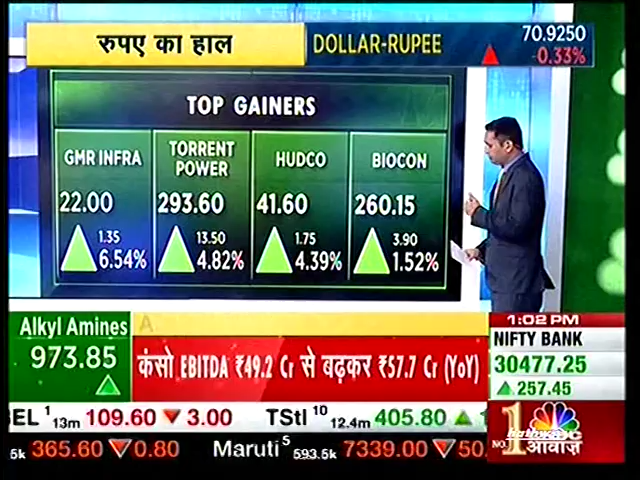 रुपए का हाल
DOLLAR-RUPEE
70.9250
-0.33%
TOP GAINERS
GMR INFRA
22.00
1.35
6.54%
TORRENT POWER
293.60
13.50
4.82%
HUDCO
41.60
1.75
4.39%
BIOCON
260.15
3.90
1.52%
Alkyl Amines
973.85
A
कंसो EBITDA ₹49.2 Cr से बढ़कर ₹57.7 Cr (YoY)
1:02 PM
NIFTY BANK
30477.25
257.45
BEL 13m 109.60 3.00 TStl 10 12.4m 405.80
5k 365.60 0.80 Maruti 5 593.5k 7339.00 50.
No. 1
आवाज़